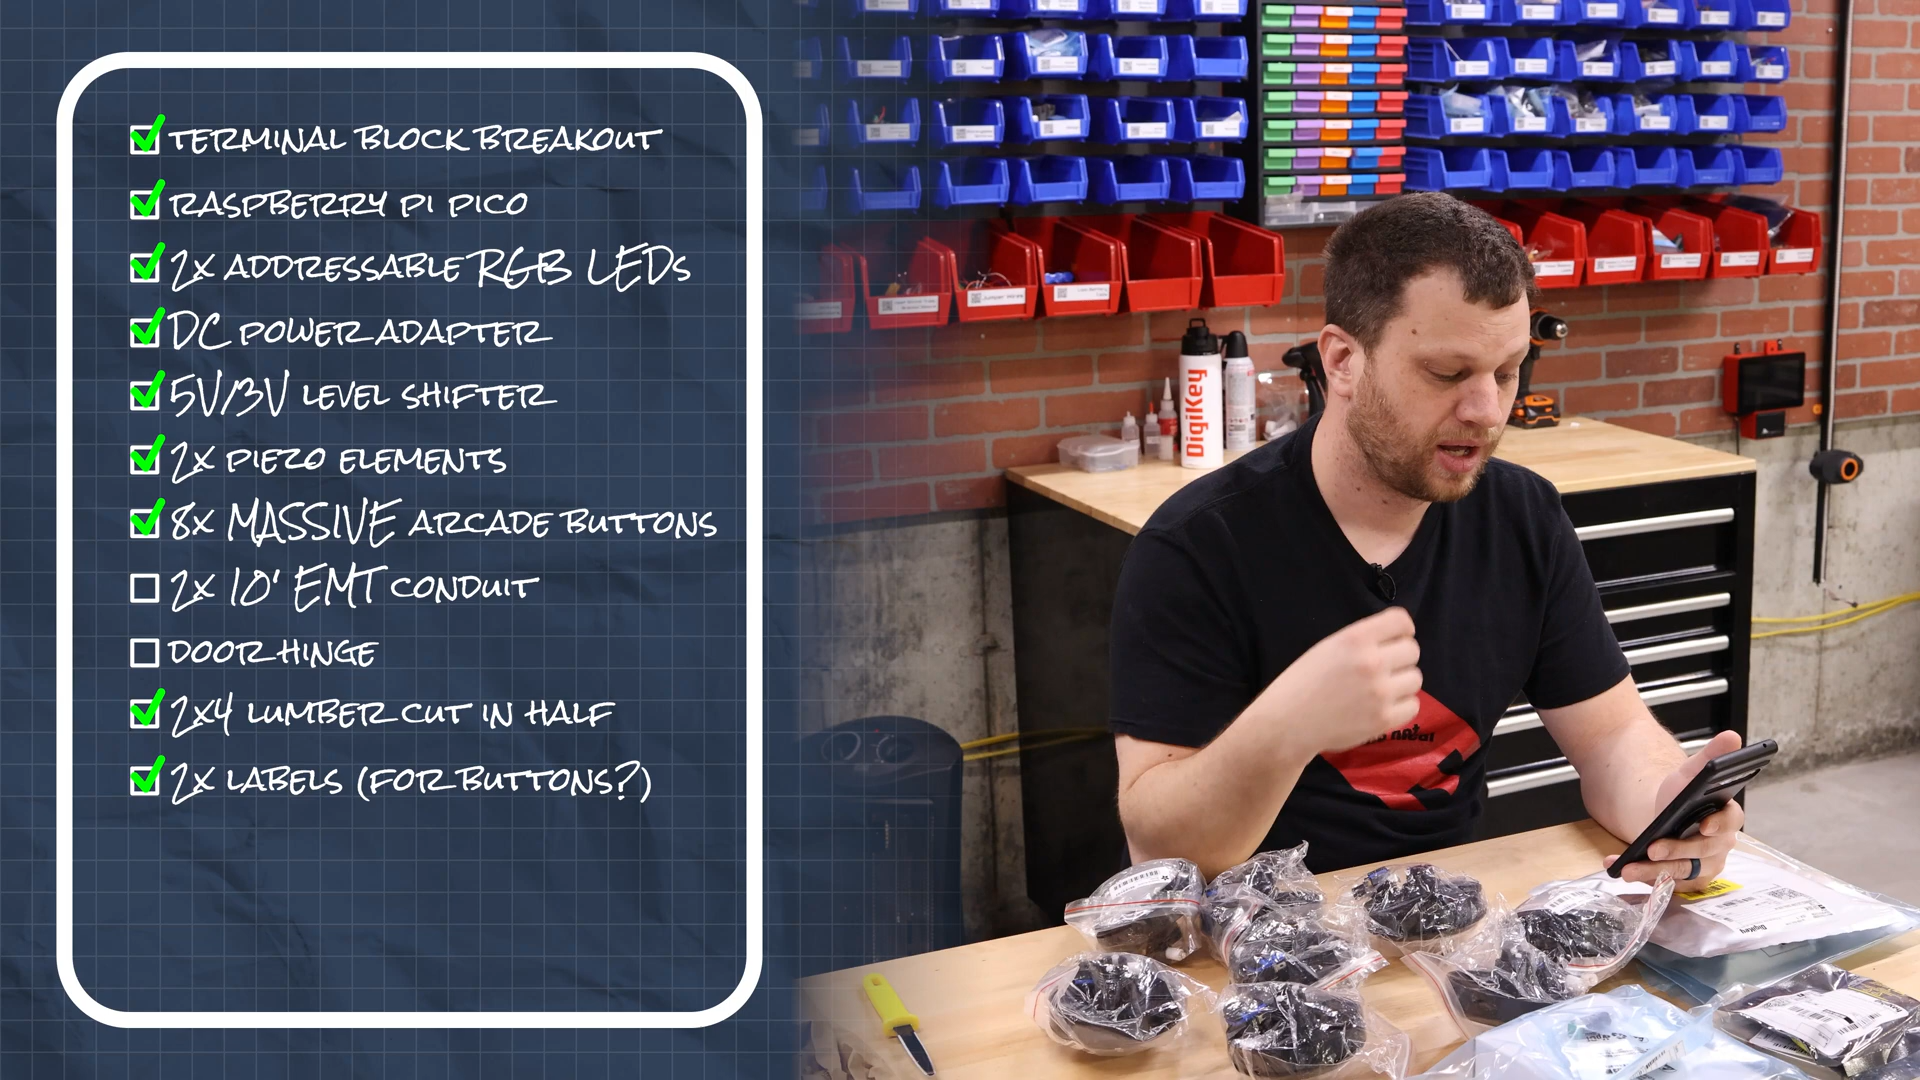 TERMINAL BLOCK BREAKOUT
RASPBERRY PI PICO
2X ADDRESSABLE RGB LEDs
DC POWER ADAPTER
5V/3V LEVEL SHIFTER
2X PIEZO ELEMENTS
8X MASSIVE ARCADE BUTTONS
2X 10' EMT CONDUIT
DOOR HINGE
2X4 LUMBER CUT IN HALF
2X LABELS (FOR BUTTONS?)
DigiKey
DigiKey